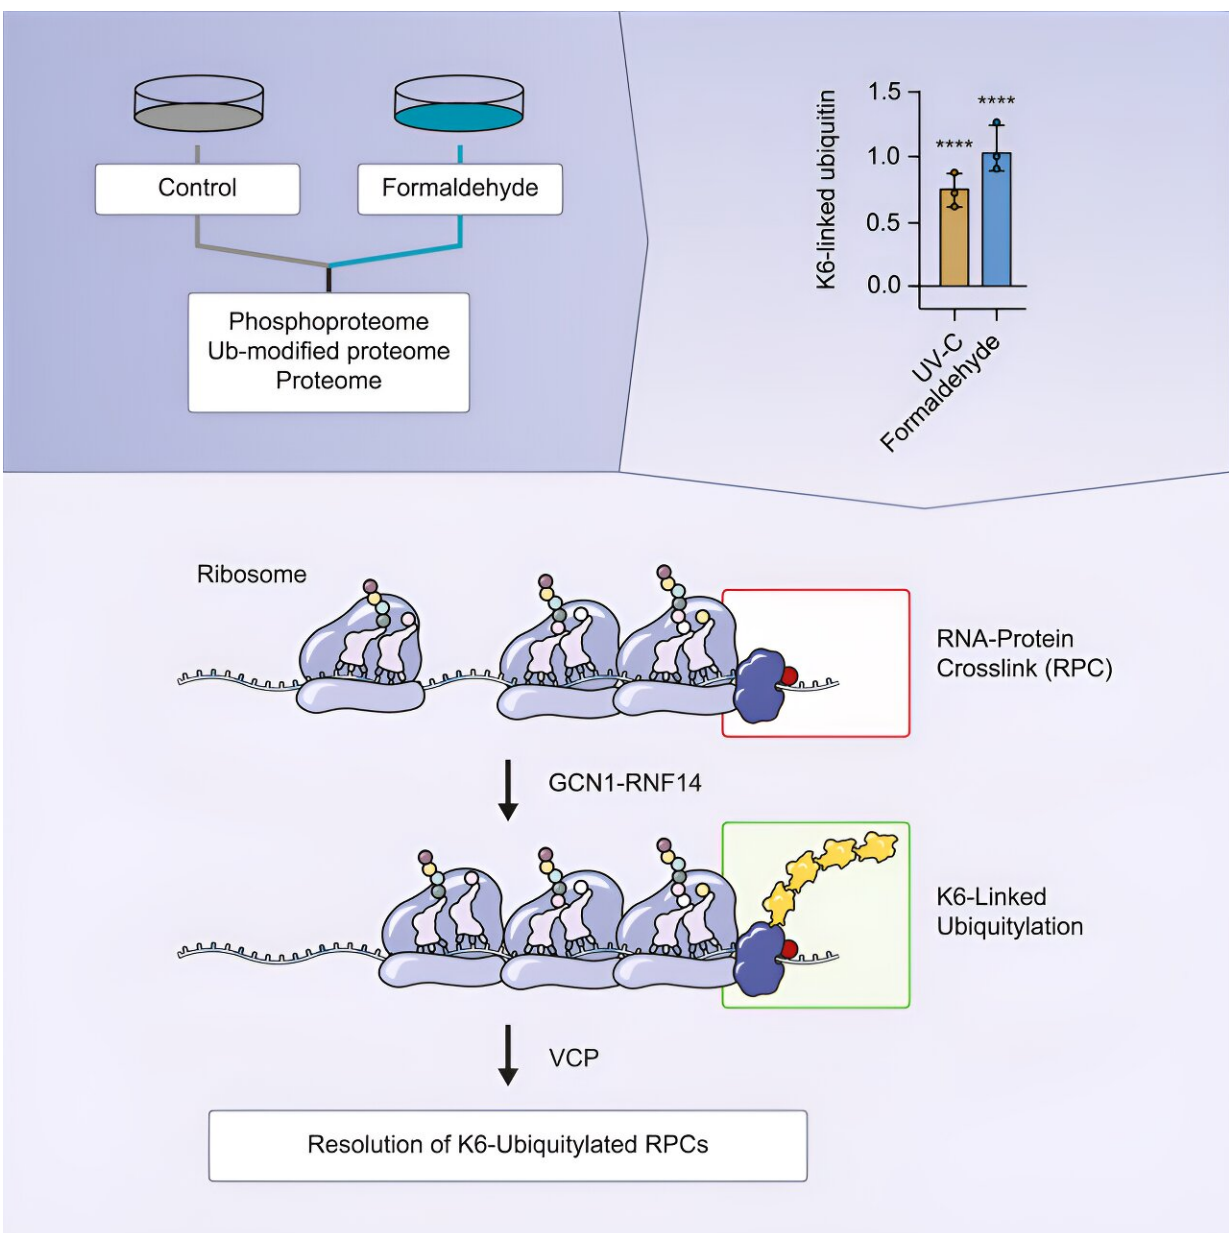 Control
Formaldehyde
Phosphoproteome
Ub-modified proteome
Proteome
K6-linked ubiquitin
1.5
1.0
0.5
0.0
****
****
UV-C
Formaldehyde
Ribosome
RNA-Protein
Crosslink (RPC)
GCN1-RNF14
K6-Linked
Ubiquitylation
VCP
Resolution of K6-Ubiquitylated RPCs